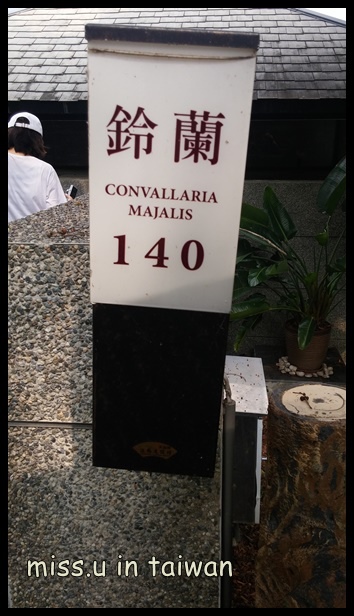 鈴蘭
CONVALLARIA
MAJALIS
140
miss.u in taiwan